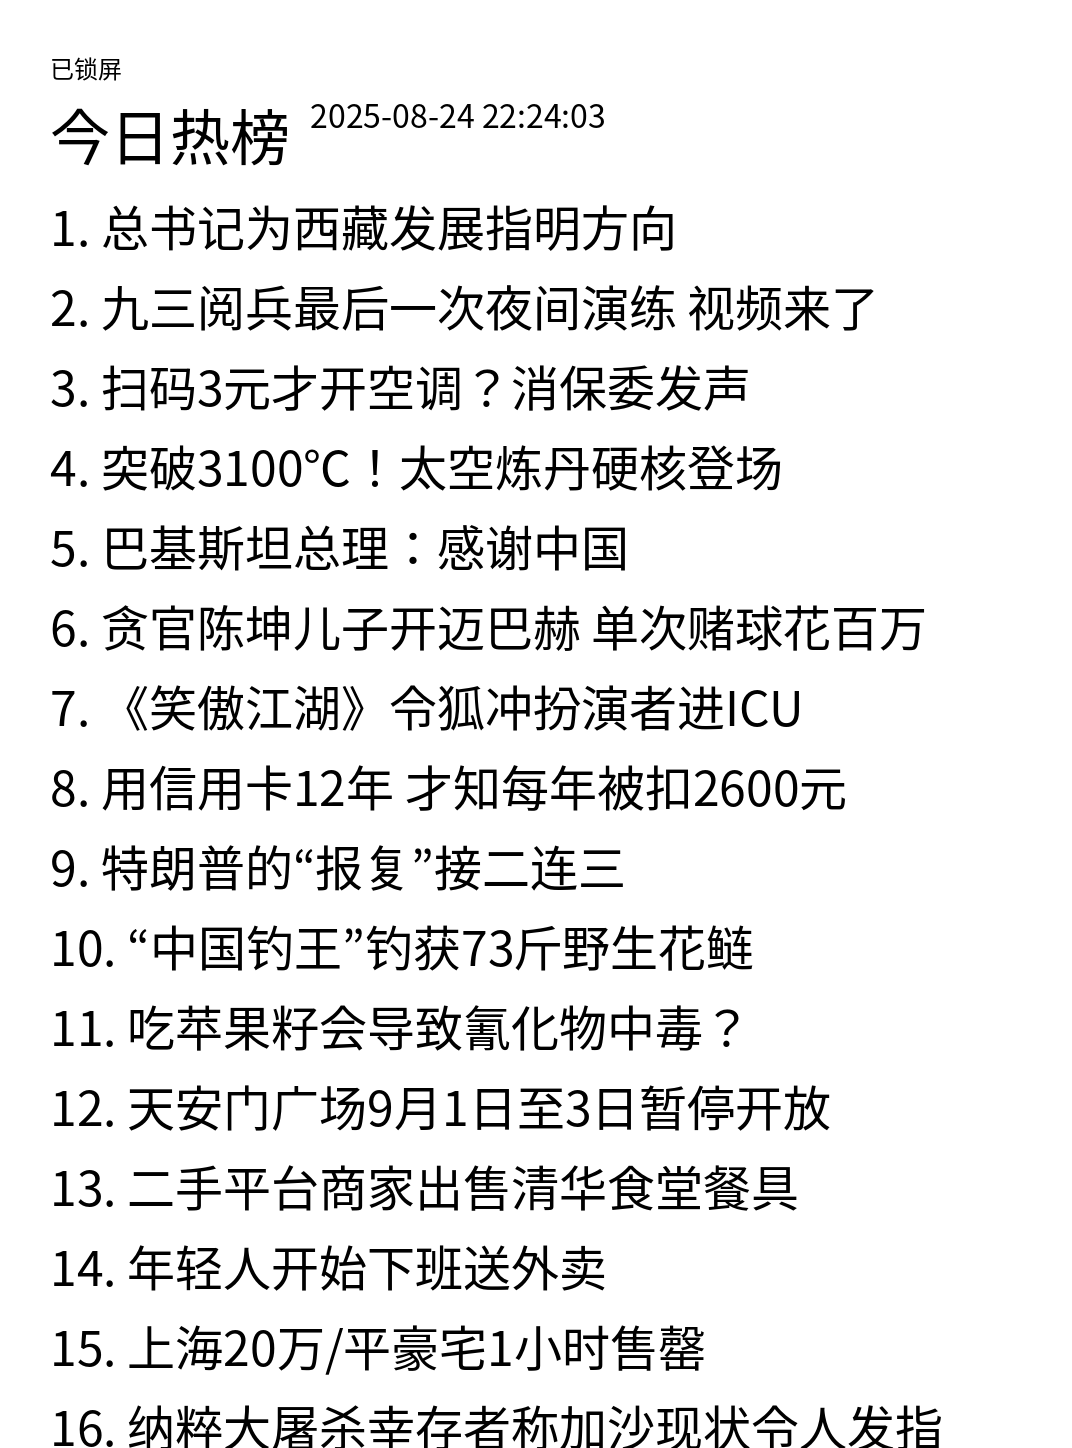 已锁屏
今日热榜 2025-08-24 22:24:03
1. 总书记为西藏发展指明方向
2. 九三阅兵最后一次夜间演练 视频来了
3. 扫码3元才开空调？消保委发声
4. 突破3100℃！太空炼丹硬核登场
5. 巴基斯坦总理：感谢中国
6. 贪官陈坤儿子开迈巴赫 单次赌球花百万
7. 《笑傲江湖》令狐冲扮演者进ICU
8. 用信用卡12年 才知每年被扣2600元
9. 特朗普的“报复”接二连三
10. “中国钓王”钓获73斤野生花鲢
11. 吃苹果籽会导致氰化物中毒？
12. 天安门广场9月1日至3日暂停开放
13. 二手平台商家出售清华食堂餐具
14. 年轻人开始下班送外卖
15. 上海20万/平豪宅1小时售罄
16. 纳粹大屠杀幸存者称加沙现状令人发指